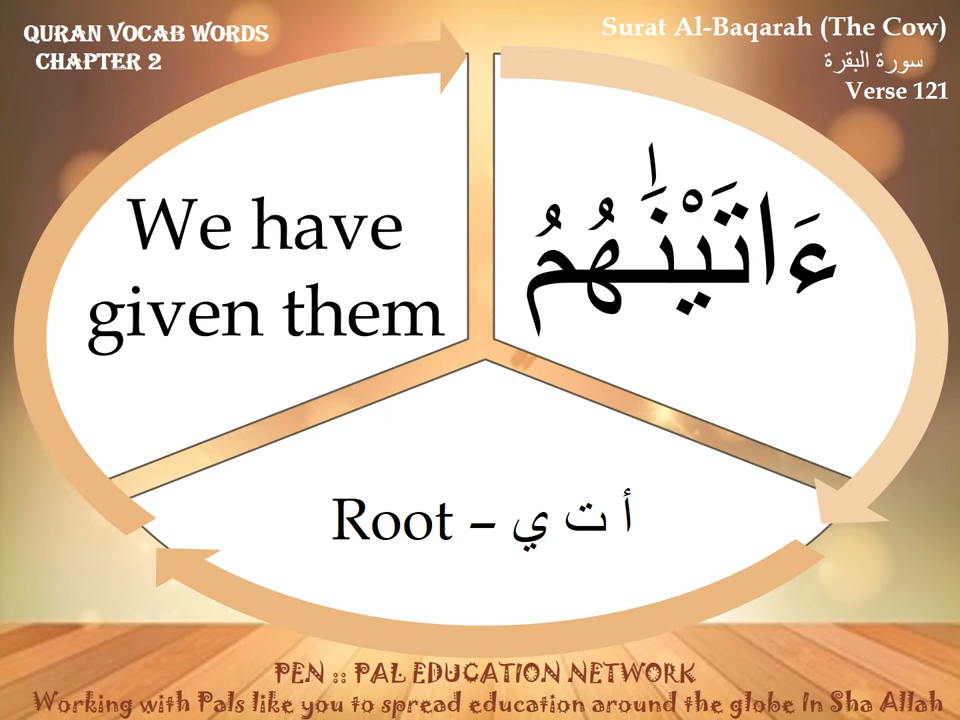 QURAN VOCAB WORDS
CHAPTER 2
Surat Al-Baqarah (The Cow)
سورة البقرة
Verse 121
We have
given them
ءَاتَيْنَٰهُمُ
Root – أ ت ي
PEN :: PAL EDUCATION NETWORK
Working with Pals like you to spread education around the globe In Sha Allah